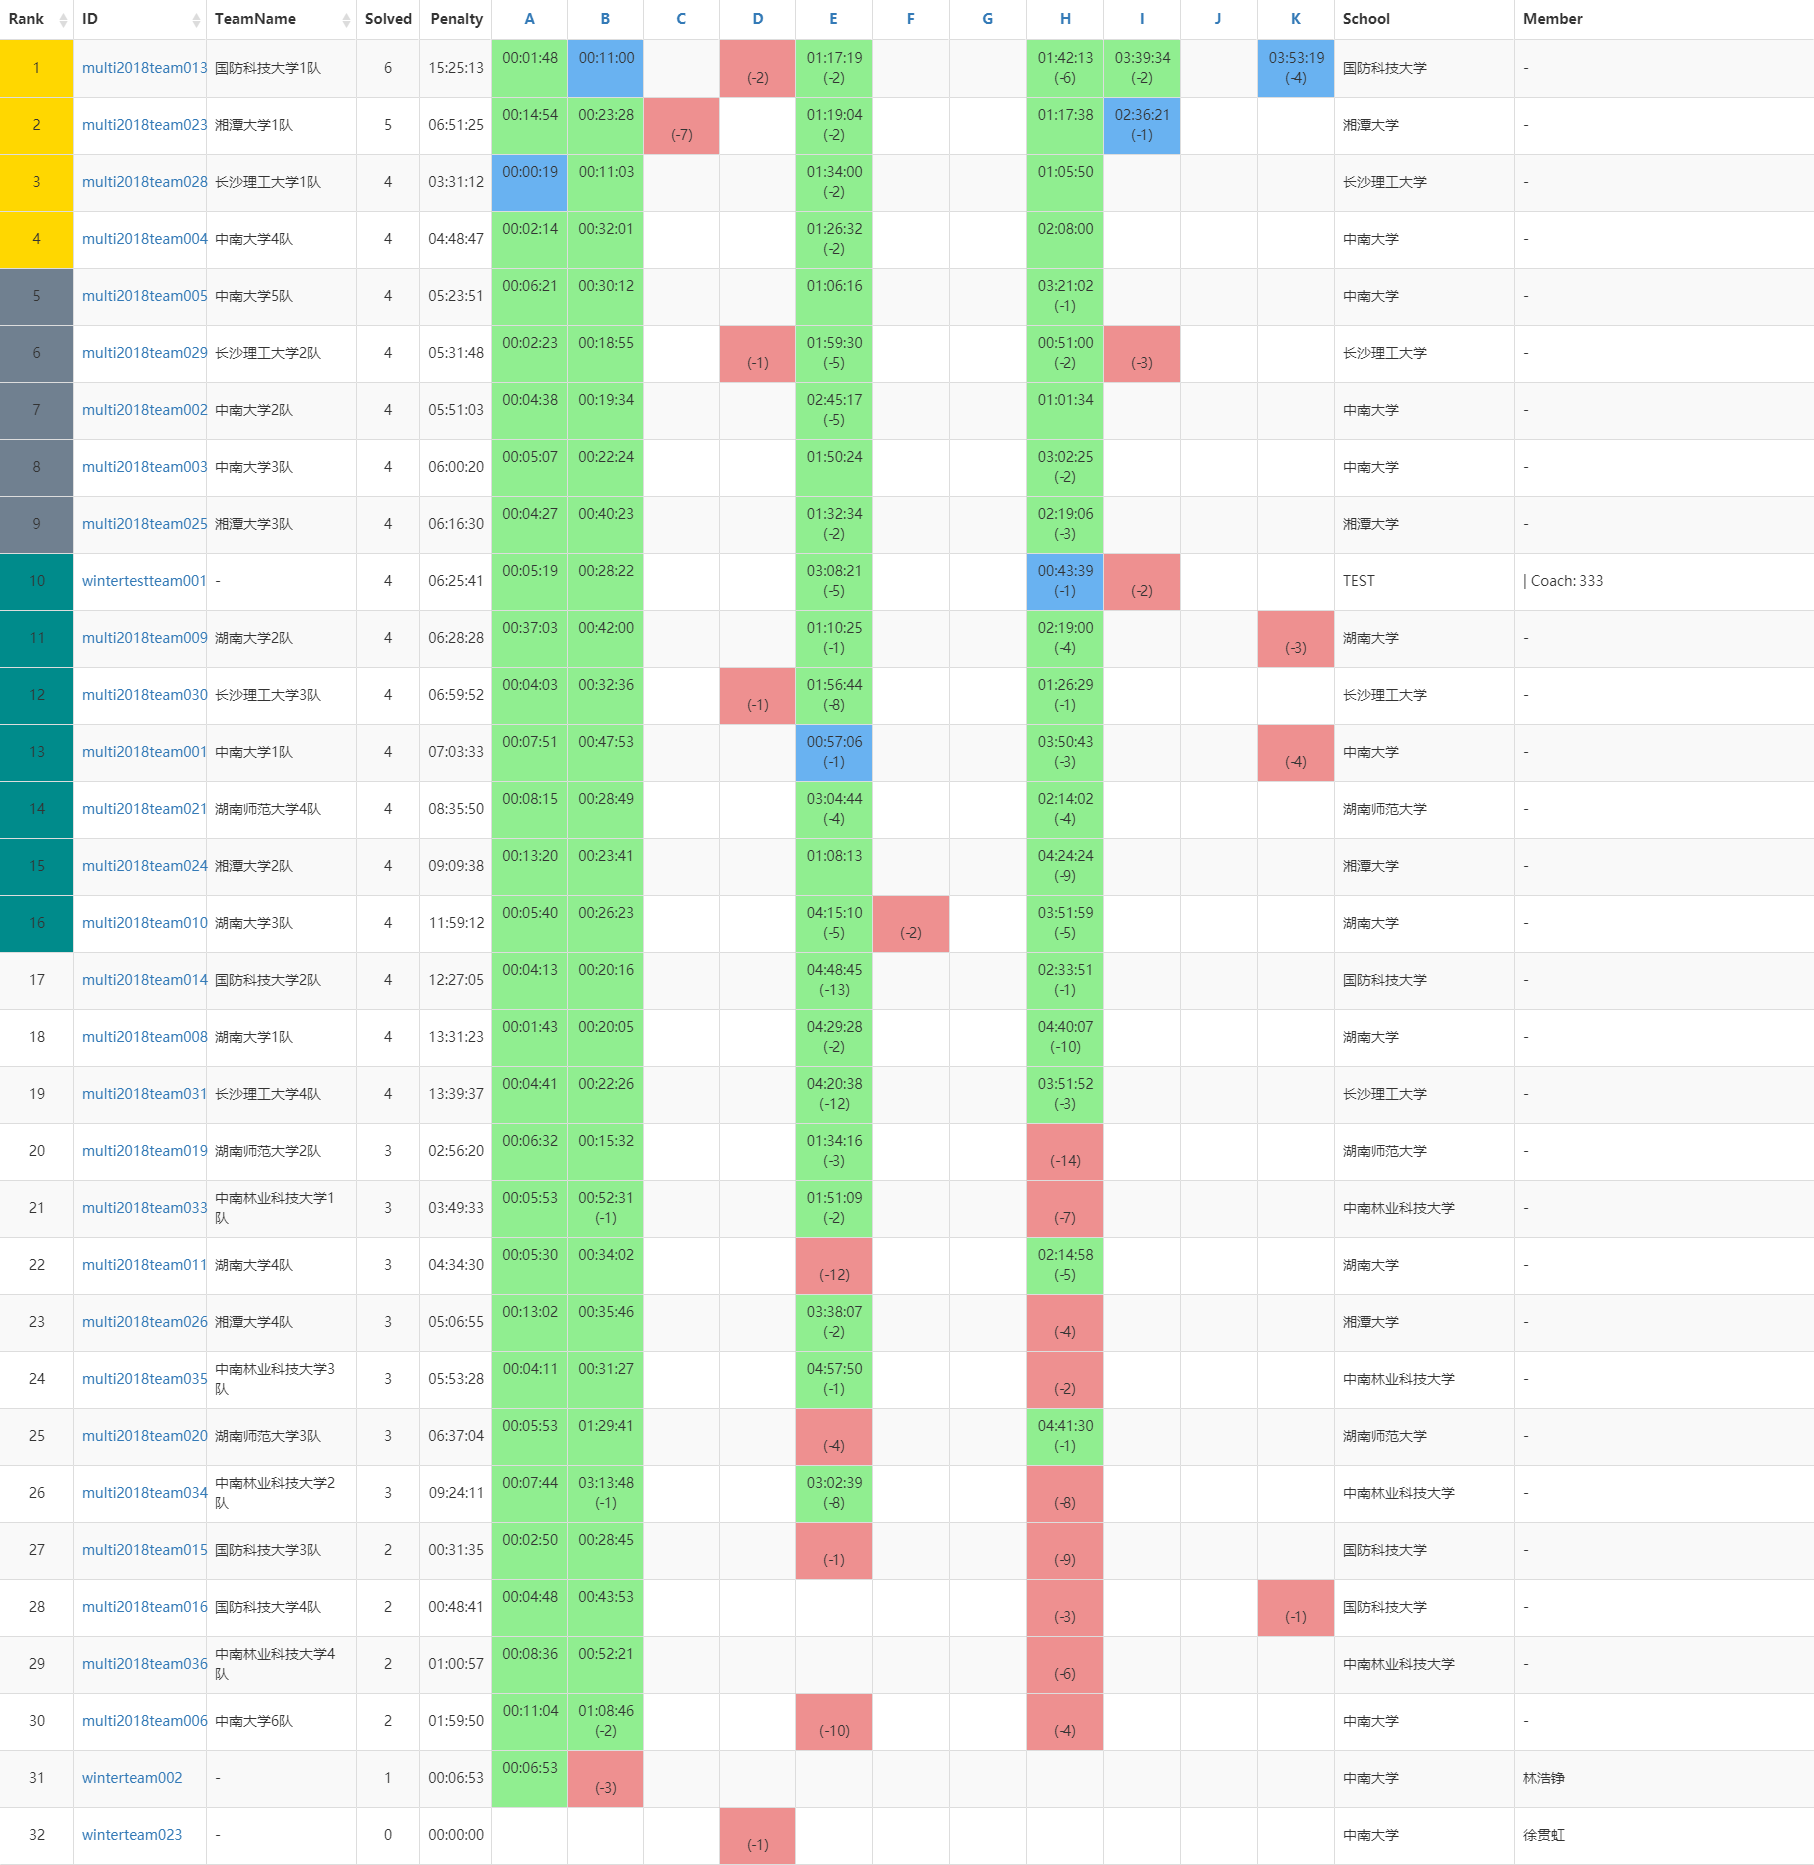 Rank ID TeamName Solved Penalty A B C D E F G H I J K School Member
1 multi2018team013 国防科技大学1队 6 15:25:13 00:01:48 00:11:00 (-2) 01:17:19 (-2) 01:42:13 (-6) 03:39:34 (-2) 03:53:19 (-4) 国防科技大学 -
2 multi2018team023 湘潭大学1队 5 06:51:25 00:14:54 00:23:28 (-7) 01:19:04 (-2) 01:17:38 02:36:21 (-1) 湘潭大学 -
3 multi2018team028 长沙理工大学1队 4 03:31:12 00:00:19 00:11:03 01:34:00 (-2) 01:05:50 长沙理工大学 -
4 multi2018team004 中南大学4队 4 04:48:47 00:02:14 00:32:01 01:26:32 (-2) 02:08:00 中南大学 -
5 multi2018team005 中南大学5队 4 05:23:51 00:06:21 00:30:12 01:06:16 03:21:02 (-1) 中南大学 -
6 multi2018team029 长沙理工大学2队 4 05:31:48 00:02:23 00:18:55 (-1) 01:59:30 (-5) 00:51:00 (-2) (-3) 长沙理工大学 -
7 multi2018team002 中南大学2队 4 05:51:03 00:04:38 00:19:34 02:45:17 (-5) 01:01:34 中南大学 -
8 multi2018team003 中南大学3队 4 06:00:20 00:05:07 00:22:24 01:50:24 03:02:25 (-2) 中南大学 -
9 multi2018team025 湘潭大学3队 4 06:16:30 00:04:27 00:40:23 01:32:34 (-2) 02:19:06 (-3) 湘潭大学 -
10 wintertestteam001 - 4 06:25:41 00:05:19 00:28:22 03:08:21 (-5) 00:43:39 (-1) (-2) TEST | Coach: 333
11 multi2018team009 湖南大学2队 4 06:28:28 00:37:03 00:42:00 01:10:25 (-1) 02:19:00 (-4) (-3) 湖南大学 -
12 multi2018team030 长沙理工大学3队 4 06:59:52 00:04:03 00:32:36 (-1) 01:56:44 (-8) 01:26:29 (-1) 长沙理工大学 -
13 multi2018team001 中南大学1队 4 07:03:33 00:07:51 00:47:53 00:57:06 (-1) 03:50:43 (-3) (-4) 中南大学 -
14 multi2018team021 湖南师范大学4队 4 08:35:50 00:08:15 00:28:49 03:04:44 (-4) 02:14:02 (-4) 湖南师范大学 -
15 multi2018team024 湘潭大学2队 4 09:09:38 00:13:20 00:23:41 01:08:13 04:24:24 (-9) 湘潭大学 -
16 multi2018team010 湖南大学3队 4 11:59:12 00:05:40 00:26:23 04:15:10 (-5) (-2) 03:51:59 (-5) 湖南大学 -
17 multi2018team014 国防科技大学2队 4 12:27:05 00:04:13 00:20:16 04:48:45 (-13) 02:33:51 (-1) 国防科技大学 -
18 multi2018team008 湖南大学1队 4 13:31:23 00:01:43 00:20:05 04:29:28 (-2) 04:40:07 (-10) 湖南大学 -
19 multi2018team031 长沙理工大学4队 4 13:39:37 00:04:41 00:22:26 04:20:38 (-12) 03:51:52 (-3) 长沙理工大学 -
20 multi2018team019 湖南师范大学2队 3 02:56:20 00:06:32 00:15:32 01:34:16 (-3) (-14) 湖南师范大学 -
21 multi2018team033 中南林业科技大学1队 3 03:49:33 00:05:53 00:52:31 (-1) 01:51:09 (-2) (-7) 中南林业科技大学 -
22 multi2018team011 湖南大学4队 3 04:34:30 00:05:30 00:34:02 (-12) 02:14:58 (-5) 湖南大学 -
23 multi2018team026 湘潭大学4队 3 05:06:55 00:13:02 00:35:46 03:38:07 (-2) (-4) 湘潭大学 -
24 multi2018team035 中南林业科技大学3队 3 05:53:28 00:04:11 00:31:27 04:57:50 (-1) (-2) 中南林业科技大学 -
25 multi2018team020 湖南师范大学3队 3 06:37:04 00:05:53 01:29:41 (-4) 04:41:30 (-1) 湖南师范大学 -
26 multi2018team034 中南林业科技大学2队 3 09:24:11 00:07:44 03:13:48 (-1) 03:02:39 (-8) (-8) 中南林业科技大学 -
27 multi2018team015 国防科技大学3队 2 00:31:35 00:02:50 00:28:45 (-1) (-9) 国防科技大学 -
28 multi2018team016 国防科技大学4队 2 00:48:41 00:04:48 00:43:53 (-3) (-1) 国防科技大学 -
29 multi2018team036 中南林业科技大学4队 2 01:00:57 00:08:36 00:52:21 (-6) 中南林业科技大学 -
30 multi2018team006 中南大学6队 2 01:59:50 00:11:04 01:08:46 (-2) (-10) (-4) 中南大学 -
31 winterteam002 - 1 00:06:53 00:06:53 (-3) 中南大学 林浩铮
32 winterteam023 - 0 00:00:00 (-1) 中南大学 徐贯虹